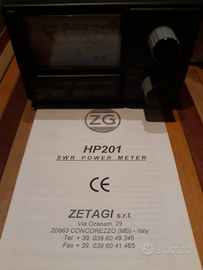 ZG
HP201
SWR POWER METER
CE
ZETAGI s.r.l.
Via Ozanam, 29
20863 CONCOREZZO (MB) - Italy
Tel + 39. 039.60.49.346
Fax + 39. 039.60.41.465
subito